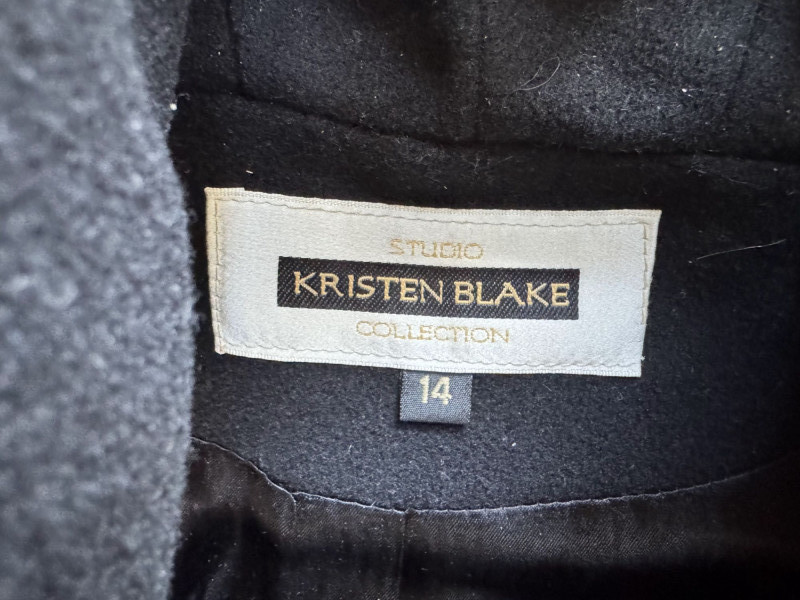 STUDIO
KRISTEN BLAKE
COLLECTION
14